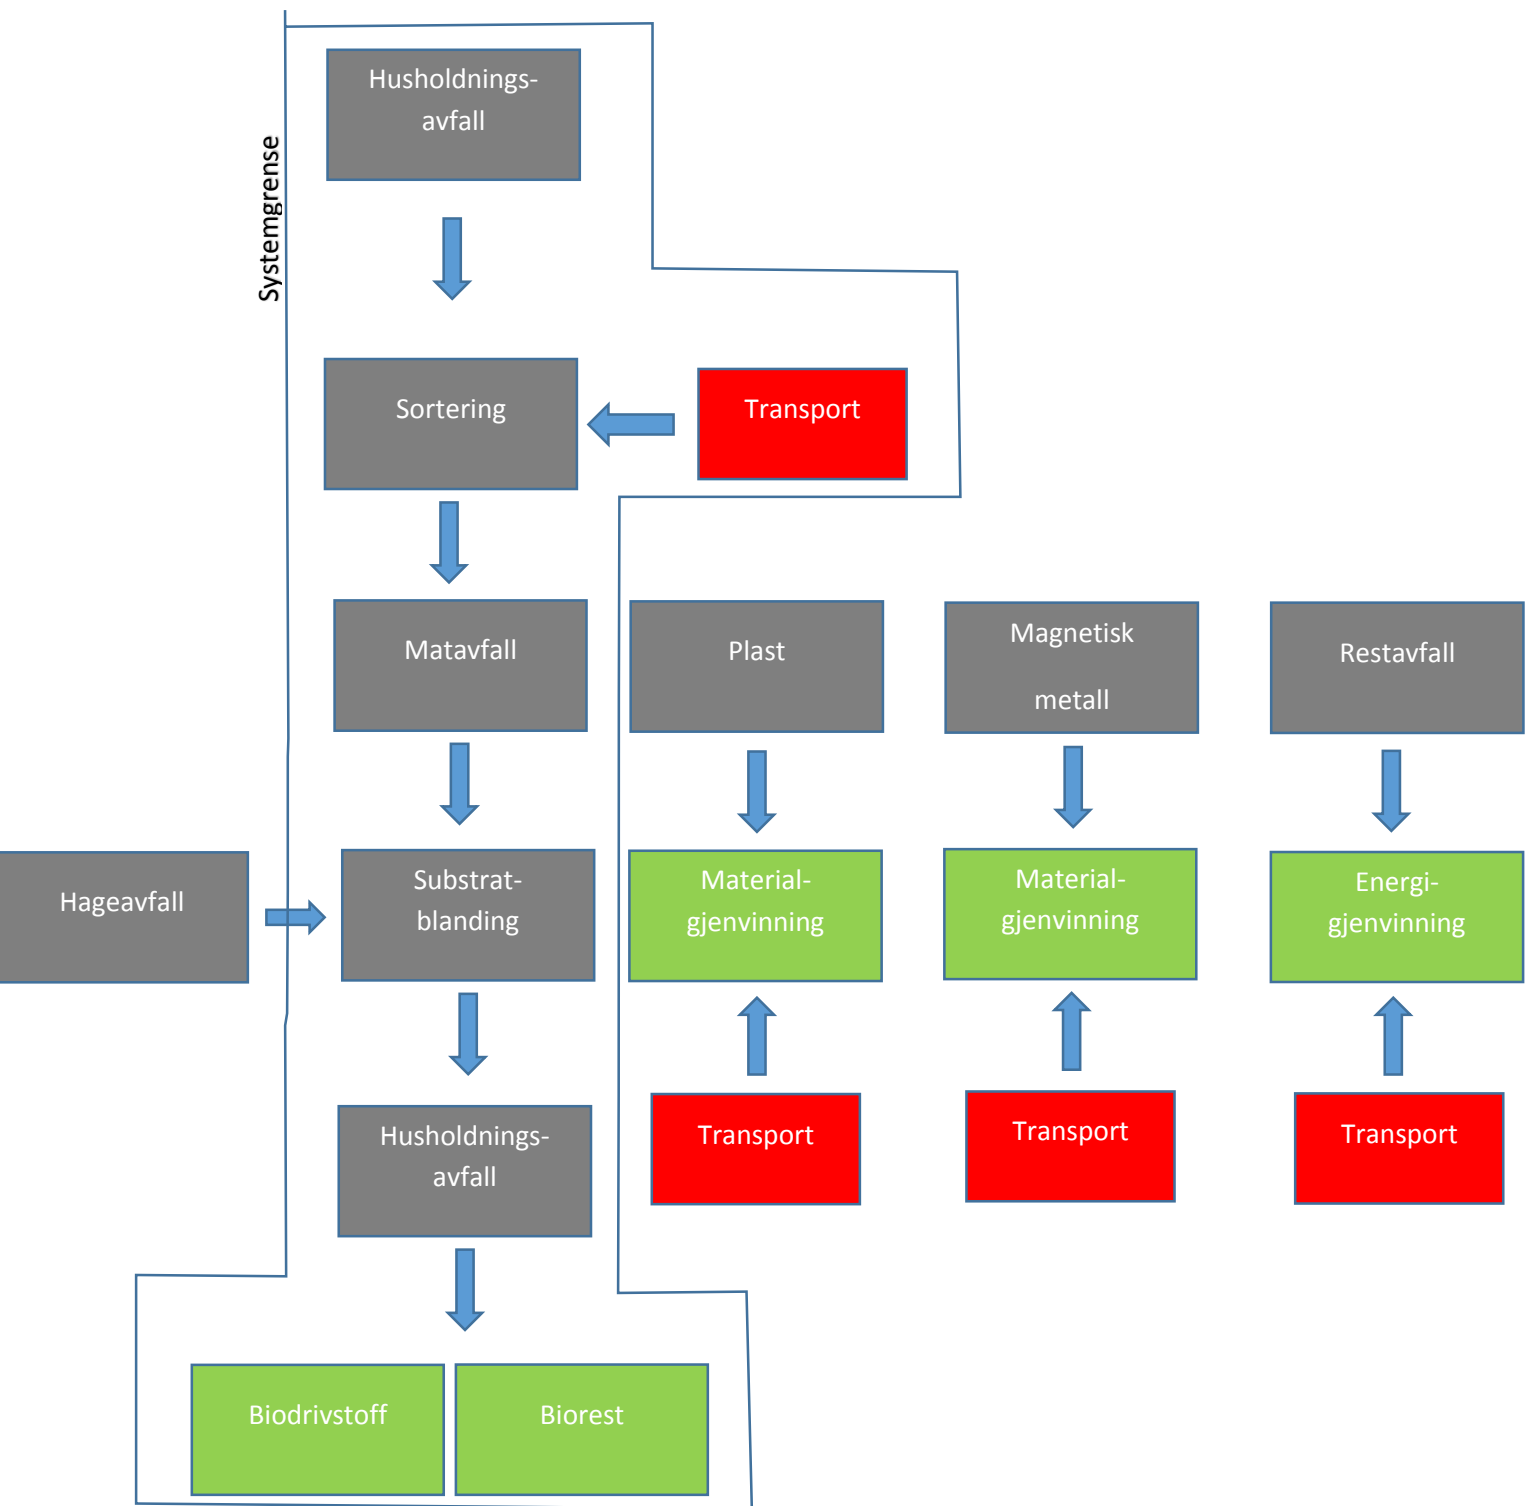 Husholdnings-
avfall
Systemgrense
Sortering
Transport
Matavfall
Plast
Magnetisk
metall
Restavfall
Hageavfall
Substrat-
blanding
Material-
gjenvinning
Material-
gjenvinning
Energi-
gjenvinning
Husholdnings-
avfall
Transport
Transport
Transport
Biodrivstoff
Biorest